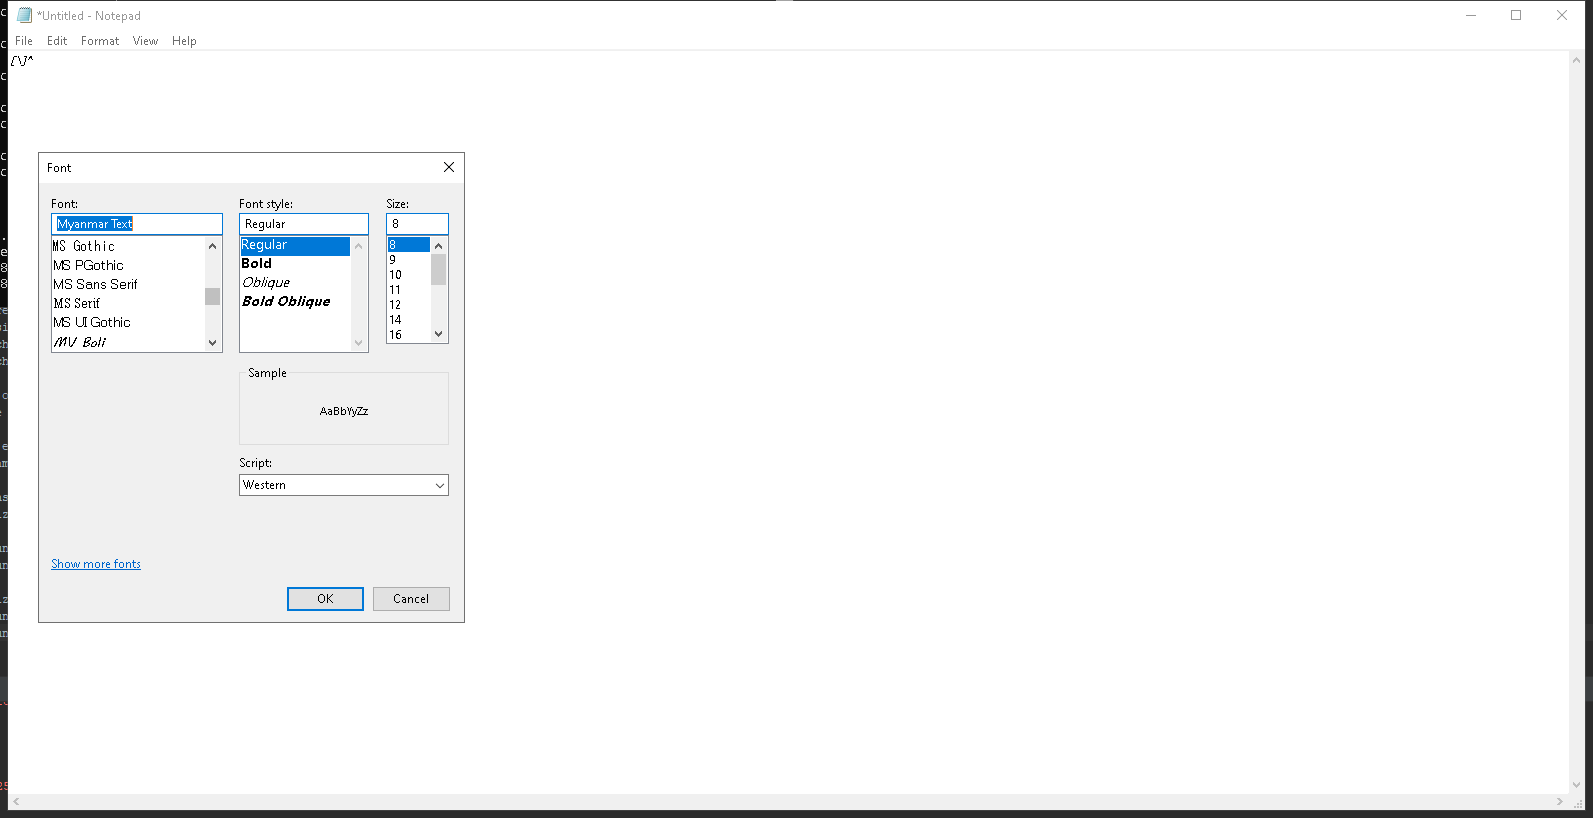 *Untitled - Notepad
File Edit Format View Help
[\]^
Font
Font:
Myanmar Text
MS Gothic
MS PGothic
MS Sans Serif
MS Serif
MS UI Gothic
MV Boli
Font style:
Regular
Regular
Bold
Oblique
Bold Oblique
Size:
8
8
9
10
11
12
14
16
Sample
AaBbYyZz
Script:
Western
Show more fonts
OK Cancel